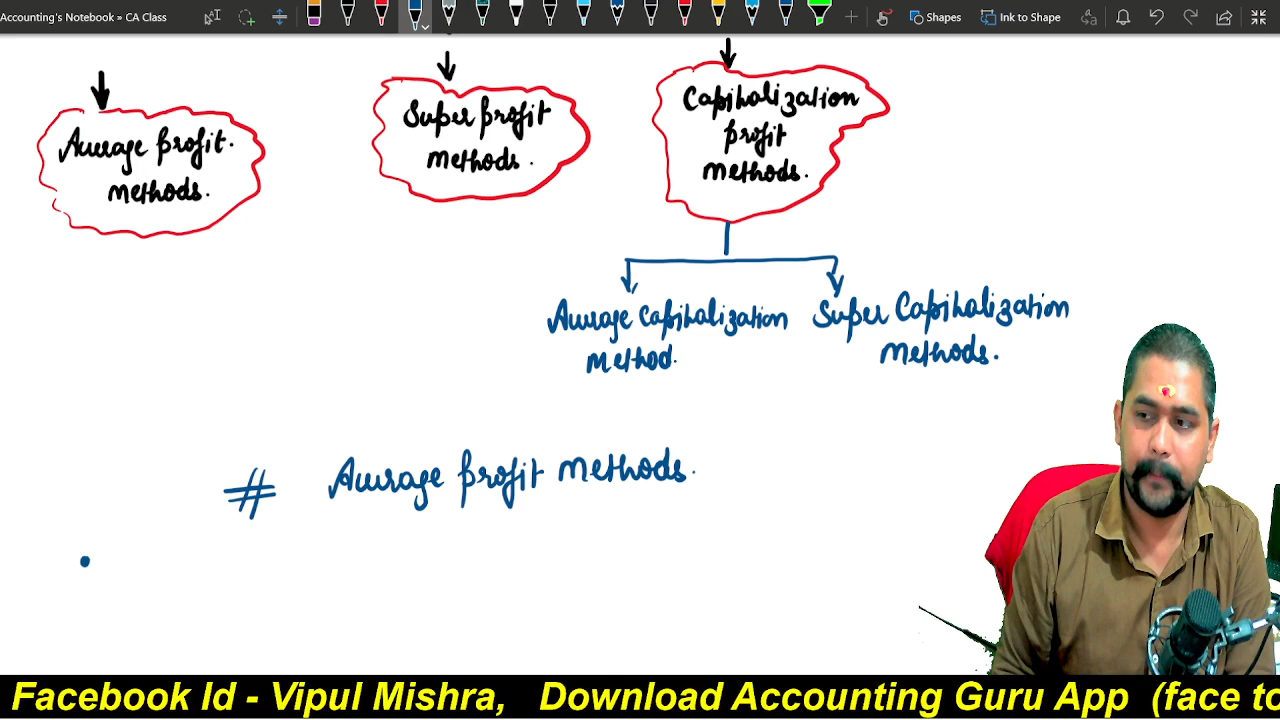 Accounting's Notebook » CA Class
Shapes
Ink to Shape
Average profit.
methods.
Super profit
methods.
Capitalization
profit
methods.
Average Capitalization
Method.
Super Capitalization
Methods.
# Average profit Methods.
Facebook Id - Vipul Mishra, Download Accounting Guru App (face to